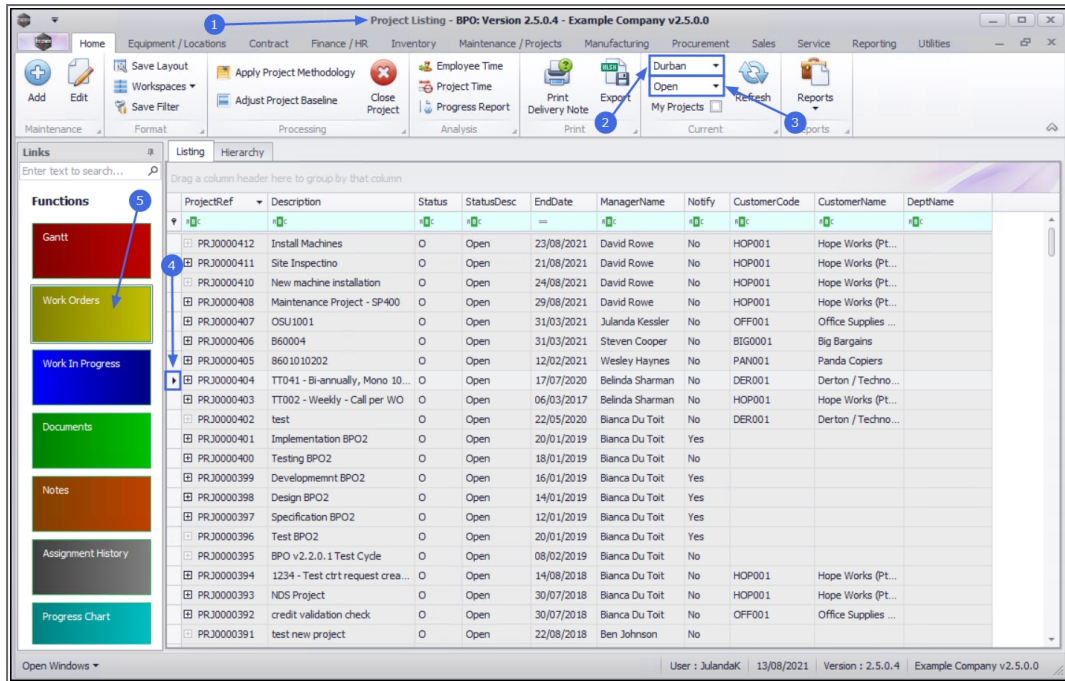 1
Project Listing - BPO: Version 2.5.0.4 - Example Company v2.5.0.0
Home Equipment / Locations Contract Finance / HR Inventory Maintenance / Projects Manufacturing Procurement Sales Service Reporting Utilities
Add
Edit
Save Layout
Workspaces
Save Filter
Apply Project Methodology
Adjust Project Baseline
Close Project
Employee Time
Project Time
Progress Report
Print Delivery Note
Export
Durban
Open
My Projects
Refresh
Reports
2
3
Maintenance Format Processing Analysis Print Current Reports
Links
Enter text to search...
Functions
5
Gantt
4
Work Orders
Work In Progress
Documents
Notes
Assignment History
Progress Chart
Listing Hierarchy
Drag a column header here to group by that column
ProjectRef Description Status StatusDesc EndDate ManagerName Notify CustomerCode CustomerName DeptName
PRJ0000412 Install Machines O Open 23/08/2021 David Rowe No HOP001 Hope Works (Pt...
PRJ0000411 Site Inspectino O Open 21/08/2021 David Rowe No HOP001 Hope Works (Pt...
PRJ0000410 New machine installation O Open 24/08/2021 David Rowe No HOP001 Hope Works (Pt...
PRJ0000408 Maintenance Project - SP400 O Open 29/08/2021 David Rowe No HOP001 Hope Works (Pt...
PRJ0000407 OSU1001 O Open 31/03/2021 Julanda Kessler No OFF001 Office Supplies ...
PRJ0000406 B60004 O Open 31/03/2021 Steven Cooper No BIG0001 Big Bargains
PRJ0000405 8601010202 O Open 12/02/2021 Wesley Haynes No PAN001 Panda Copiers
PRJ0000404 TT041 - Bi-annually, Mono 10... O Open 17/07/2020 Belinda Sharman No DER001 Derton / Techno...
PRJ0000403 TT002 - Weekly - Call per WO O Open 06/03/2017 Belinda Sharman No HOP001 Hope Works (Pt...
PRJ0000402 test O Open 22/05/2020 Bianca Du Toit No DER001 Derton / Techno...
PRJ0000401 Implementation BPO2 O Open 20/01/2019 Bianca Du Toit Yes
PRJ0000400 Testing BPO2 O Open 18/01/2019 Bianca Du Toit No
PRJ0000399 Developmemnt BPO2 O Open 16/01/2019 Bianca Du Toit Yes
PRJ0000398 Design BPO2 O Open 14/01/2019 Bianca Du Toit Yes
PRJ0000397 Specification BPO2 O Open 12/01/2019 Bianca Du Toit Yes
PRJ0000396 Test BPO2 O Open 20/01/2019 Bianca Du Toit Yes
PRJ0000395 BPO v2.2.0.1 Test Cycle O Open 08/02/2019 Bianca Du Toit No
PRJ0000394 1234 - Test ctrt request crea... O Open 14/08/2018 Bianca Du Toit No HOP001 Hope Works (Pt...
PRJ0000393 NDS Project O Open 30/07/2018 Bianca Du Toit No HOP001 Hope Works (Pt...
PRJ0000392 credit validation check O Open 30/07/2018 Bianca Du Toit No OFF001 Office Supplies ...
PRJ0000391 test new project O Open 22/08/2018 Ben Johnson No
Open Windows
User : JulandaK 13/08/2021 Version : 2.5.0.4 Example Company v2.5.0.0